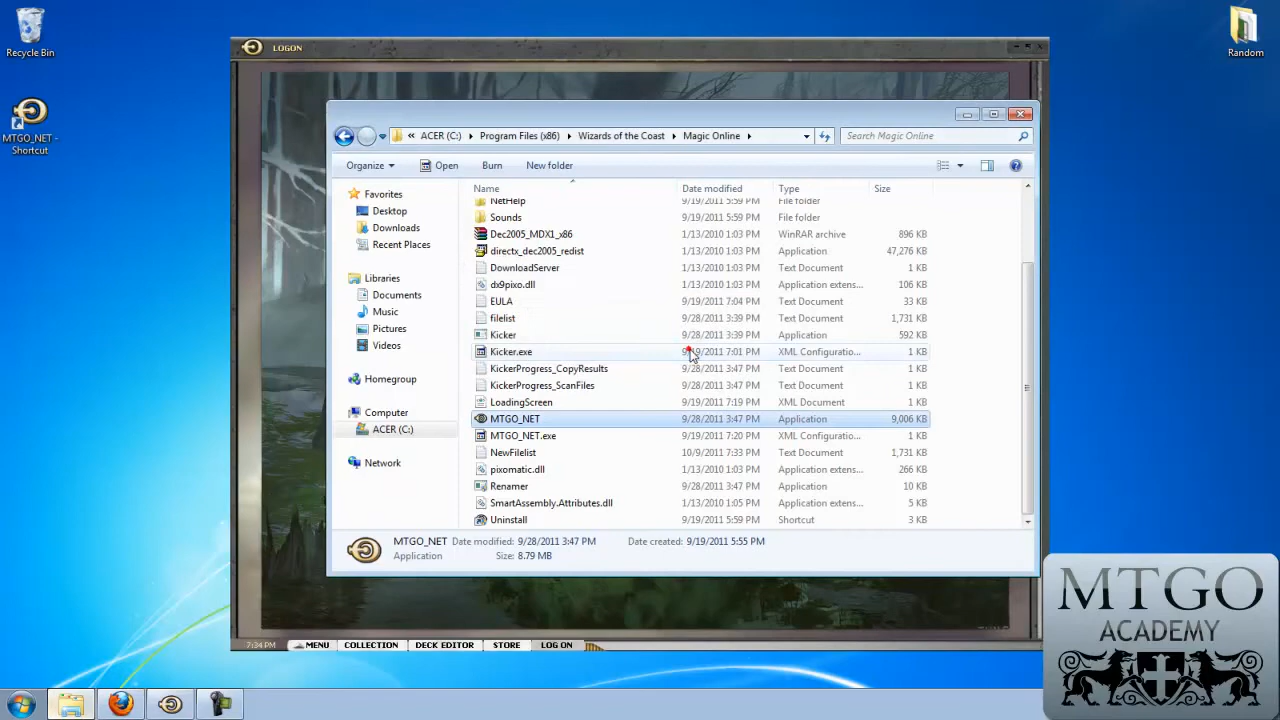 Recycle Bin
Random
MTGO_NET -
Shortcut
LOGON
« ACER (C:) ▸ Program Files (x86) ▸ Wizards of the Coast ▸ Magic Online ▸
Search Magic Online
Organize Open Burn New folder
Favorites
Desktop
Downloads
Recent Places
Libraries
Documents
Music
Pictures
Videos
Homegroup
Computer
ACER (C:)
Network
Name Date modified Type Size
NetHelp 9/19/2011 5:59 PM File folder
Sounds 9/19/2011 5:59 PM File folder
Dec2005_MDX1_x86 1/13/2010 1:03 PM WinRAR archive 896 KB
directx_dec2005_redist 1/13/2010 1:03 PM Application 47,276 KB
DownloadServer 1/13/2010 1:03 PM Text Document 1 KB
dx9pixo.dll 1/13/2010 1:03 PM Application extens... 106 KB
EULA 9/19/2011 7:04 PM Text Document 33 KB
filelist 9/28/2011 3:39 PM Text Document 1,731 KB
Kicker 9/28/2011 3:39 PM Application 592 KB
Kicker.exe 9/19/2011 7:01 PM XML Configuratio... 1 KB
KickerProgress_CopyResults 9/28/2011 3:47 PM Text Document 1 KB
KickerProgress_ScanFiles 9/28/2011 3:47 PM Text Document 1 KB
LoadingScreen 9/19/2011 7:19 PM XML Document 1 KB
MTGO_NET 9/28/2011 3:47 PM Application 9,006 KB
MTGO_NET.exe 9/19/2011 7:20 PM XML Configuratio... 1 KB
NewFilelist 10/9/2011 7:33 PM Text Document 1,731 KB
pixomatic.dll 1/13/2010 1:03 PM Application extens... 266 KB
Renamer 9/28/2011 3:47 PM Application 10 KB
SmartAssembly.Attributes.dll 1/13/2010 1:05 PM Application extens... 5 KB
Uninstall 9/19/2011 5:59 PM Shortcut 3 KB
MTGO_NET Date modified: 9/28/2011 3:47 PM Date created: 9/19/2011 5:55 PM
Application Size: 8.79 MB
7:34 PM MENU COLLECTION DECK EDITOR STORE LOG ON
MTGO
ACADEMY